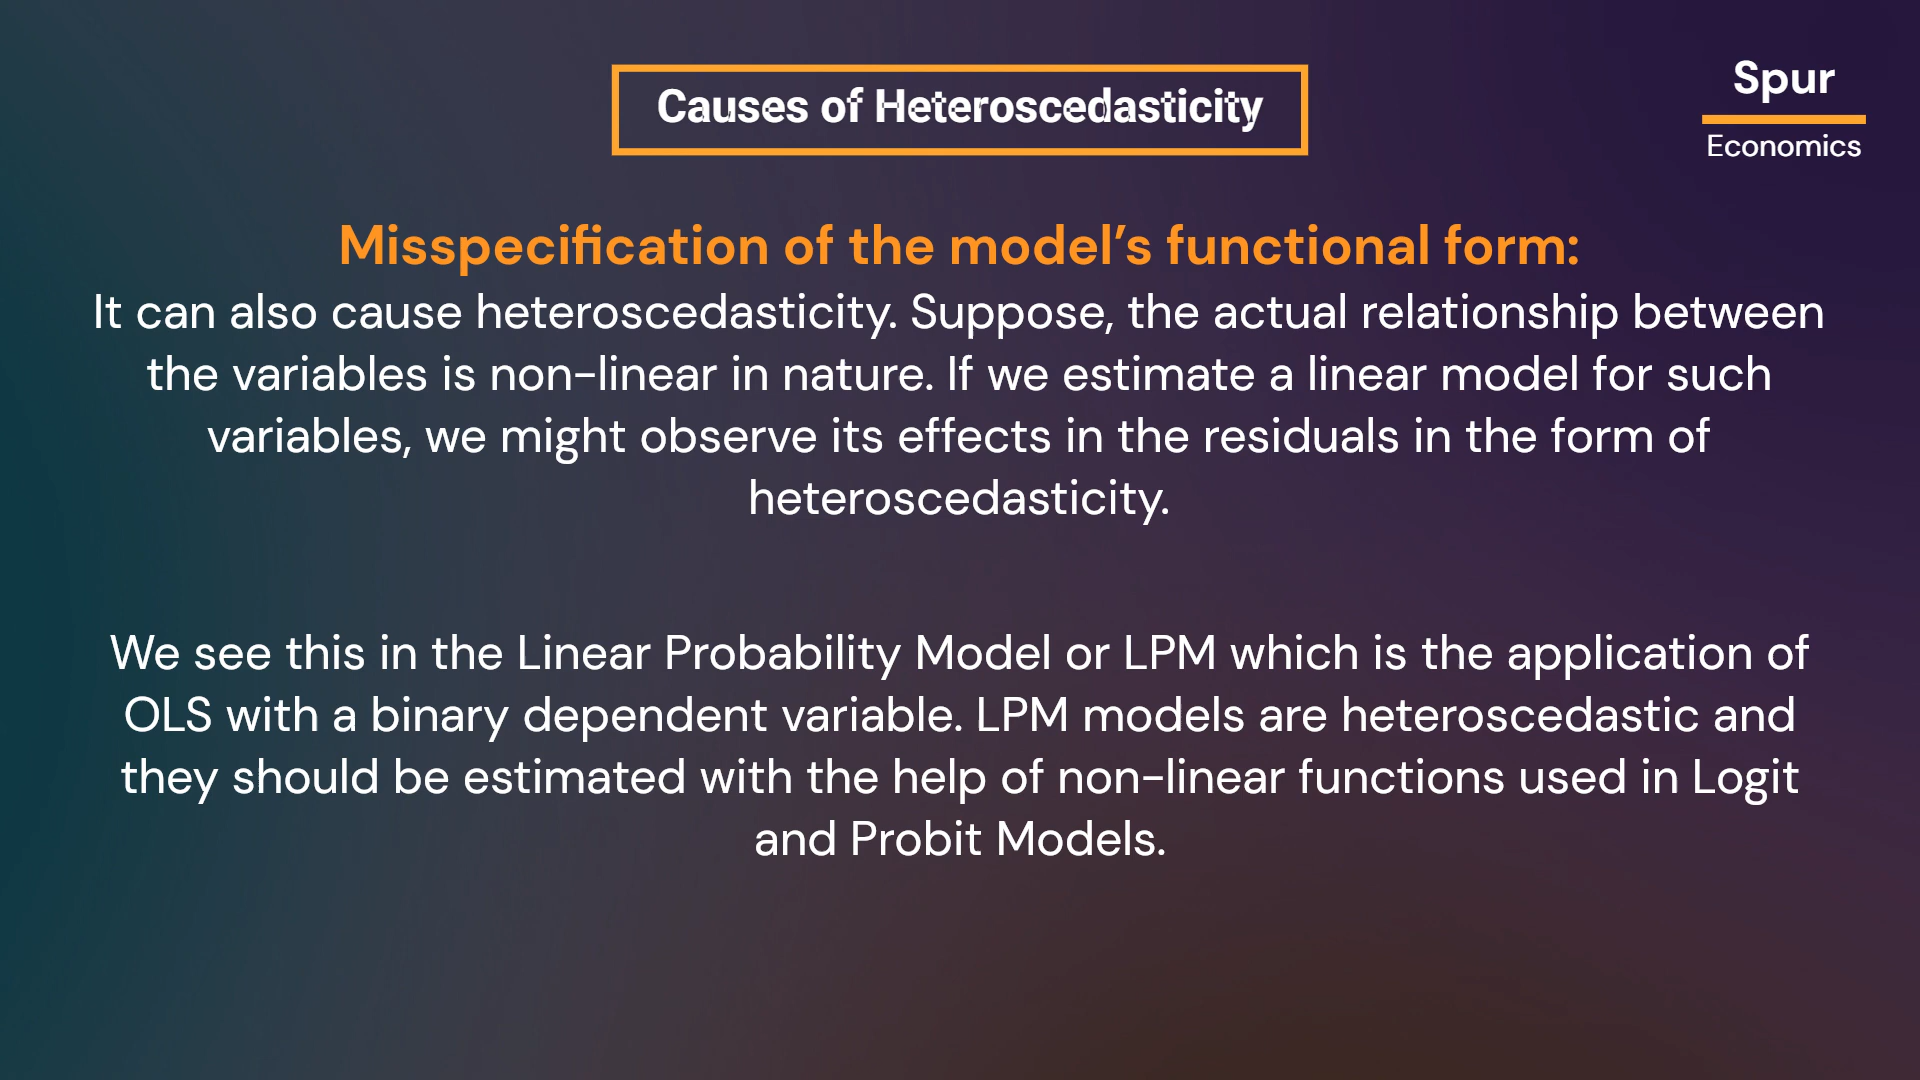 Causes of Heteroscedasticity
Spur
Economics
Misspecification of the model’s functional form:
It can also cause heteroscedasticity. Suppose, the actual relationship between
the variables is non-linear in nature. If we estimate a linear model for such
variables, we might observe its effects in the residuals in the form of
heteroscedasticity.
We see this in the Linear Probability Model or LPM which is the application of
OLS with a binary dependent variable. LPM models are heteroscedastic and
they should be estimated with the help of non-linear functions used in Logit
and Probit Models.